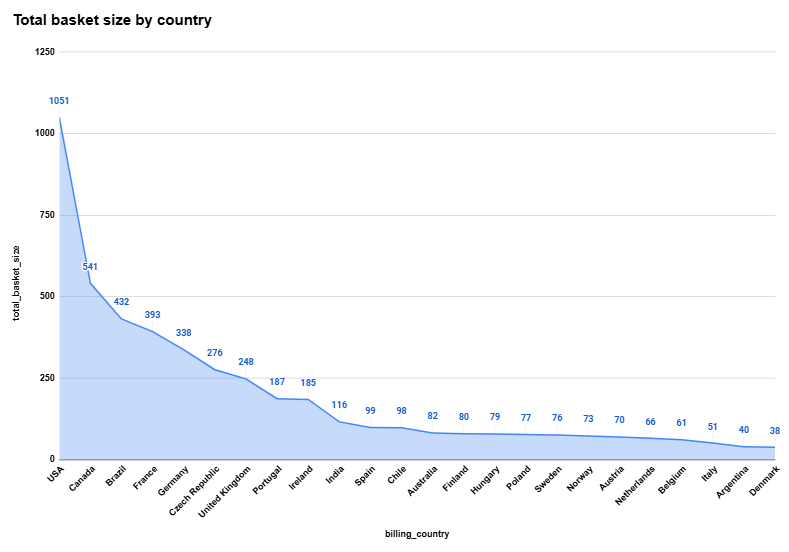 Total basket size by country
1250
1000
750
500
250
0
total_basket_size
1051
541
432
393
338
276
248
187
185
116
99
98
82
80
79
77
76
73
70
66
61
51
40
38
USA
Canada
Brazil
France
Germany
Czech Republic
United Kingdom
Portugal
Ireland
India
Spain
Chile
Australia
Finland
Hungary
Poland
Sweden
Norway
Austria
Netherlands
Belgium
Italy
Argentina
Denmark
billing_country